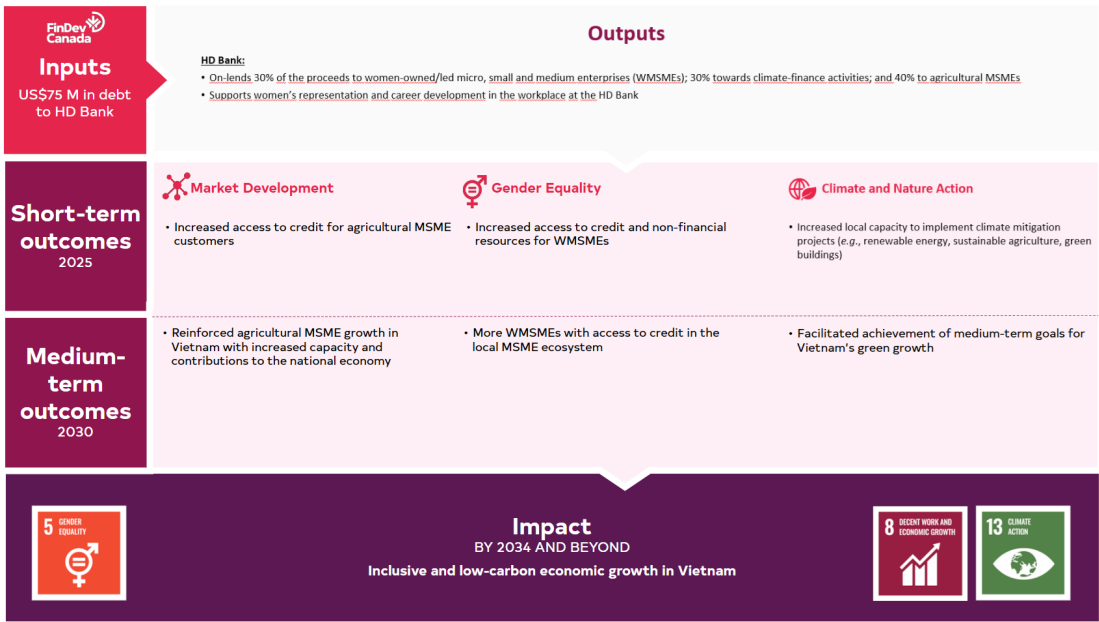 FinDev
Canada
Inputs
US$75 M in debt
to HD Bank
Outputs
HD Bank:
• On-lends 30% of the proceeds to women-owned/led micro, small and medium enterprises (WMSMEs); 30% towards climate-finance activities; and 40% to agricultural MSMEs
• Supports women's representation and career development in the workplace at the HD Bank
Short-term
outcomes
2025
Market Development
• Increased access to credit for agricultural MSME
customers
Gender Equality
• Increased access to credit and non-financial
resources for WMSMEs
Climate and Nature Action
• Increased local capacity to implement climate mitigation
projects (e.g., renewable energy, sustainable agriculture, green
buildings)
Medium-
term
outcomes
2030
• Reinforced agricultural MSME growth in
Vietnam with increased capacity and
contributions to the national economy
• More WMSMEs with access to credit in the
local MSME ecosystem
• Facilitated achievement of medium-term goals for
Vietnam's green growth
5 GENDER
EQUALITY
Impact
BY 2034 AND BEYOND
Inclusive and low-carbon economic growth in Vietnam
8 DECENT WORK AND
ECONOMIC GROWTH
13 CLIMATE
ACTION